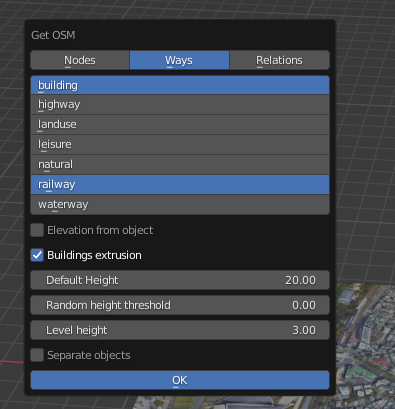 Get OSM
Nodes Ways Relations
building
highway
landuse
leisure
natural
railway
waterway
Elevation from object
Buildings extrusion
Default Height 20.00
Random height threshold 0.00
Level height 3.00
Separate objects
OK